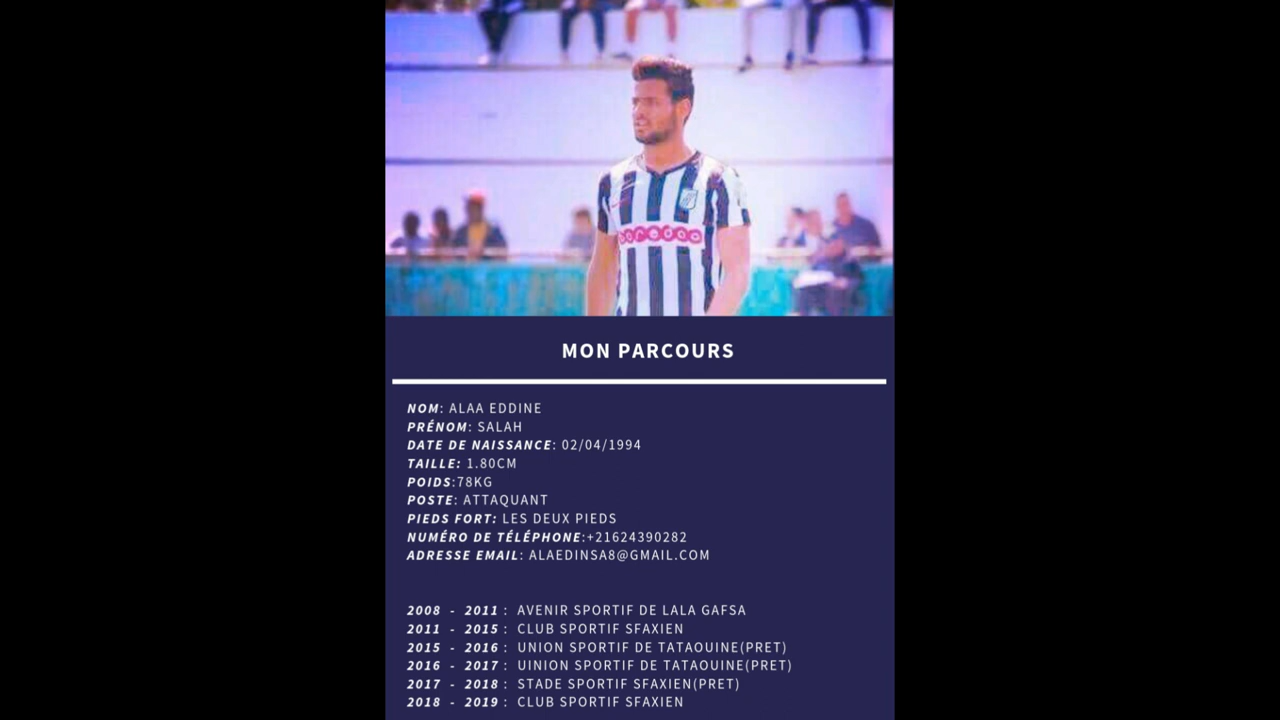 ooredoo
MON PARCOURS
NOM: ALAA EDDINE
PRÉNOM: SALAH
DATE DE NAISSANCE: 02/04/1994
TAILLE: 1.80CM
POIDS:78KG
POSTE: ATTAQUANT
PIEDS FORT: LES DEUX PIEDS
NUMÉRO DE TÉLÉPHONE:+21624390282
ADRESSE EMAIL: ALAEDINSA8@GMAIL.COM
2008 - 2011 : AVENIR SPORTIF DE LALA GAFSA
2011 - 2015 : CLUB SPORTIF SFAXIEN
2015 - 2016 : UNION SPORTIF DE TATAOUINE(PRET)
2016 - 2017 : UINION SPORTIF DE TATAOUINE(PRET)
2017 - 2018 : STADE SPORTIF SFAXIEN(PRET)
2018 - 2019 : CLUB SPORTIF SFAXIEN